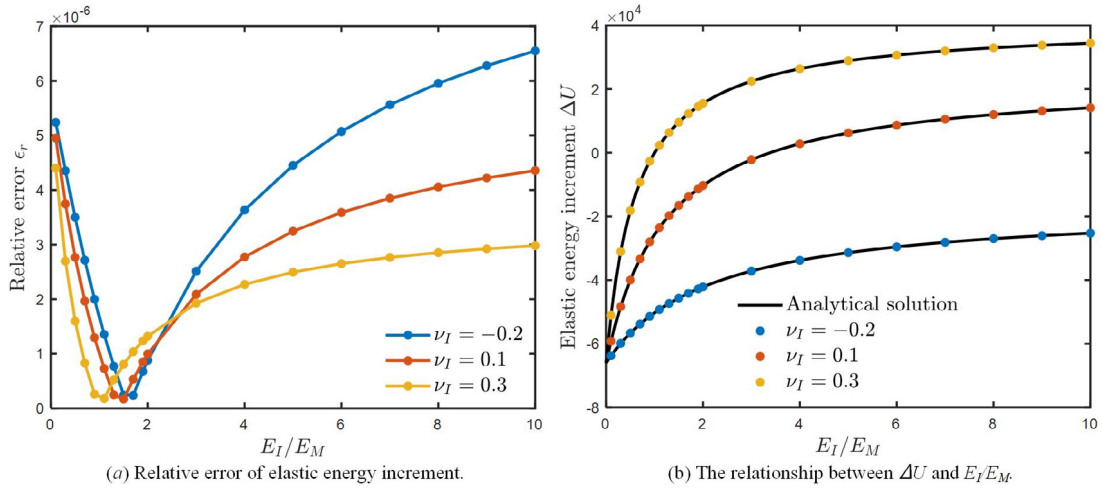 ×10⁻⁶
7
6
5
4
3
2
1
0
Relative error ϵᵣ
0 2 4 6 8 10
E_I/E_M
ν_I = −0.2
ν_I = 0.1
ν_I = 0.3
(a) Relative error of elastic energy increment.
×10⁴
4
2
0
-2
-4
-6
-8
Elastic energy increment ΔU
0 2 4 6 8 10
E_I/E_M
Analytical solution
ν_I = −0.2
ν_I = 0.1
ν_I = 0.3
(b) The relationship between ΔU and E_I/E_M.